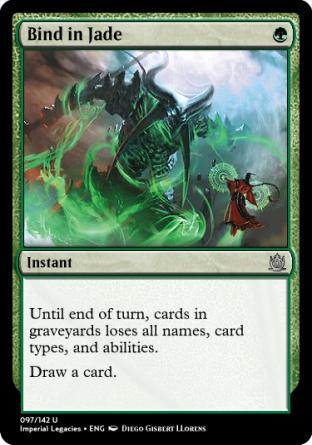 Bind in Jade
Instant
Until end of turn, cards in
graveyards loses all names, card
types, and abilities.
Draw a card.
097/142 U
Imperial Legacies • ENG Diego Gisbert LLorens